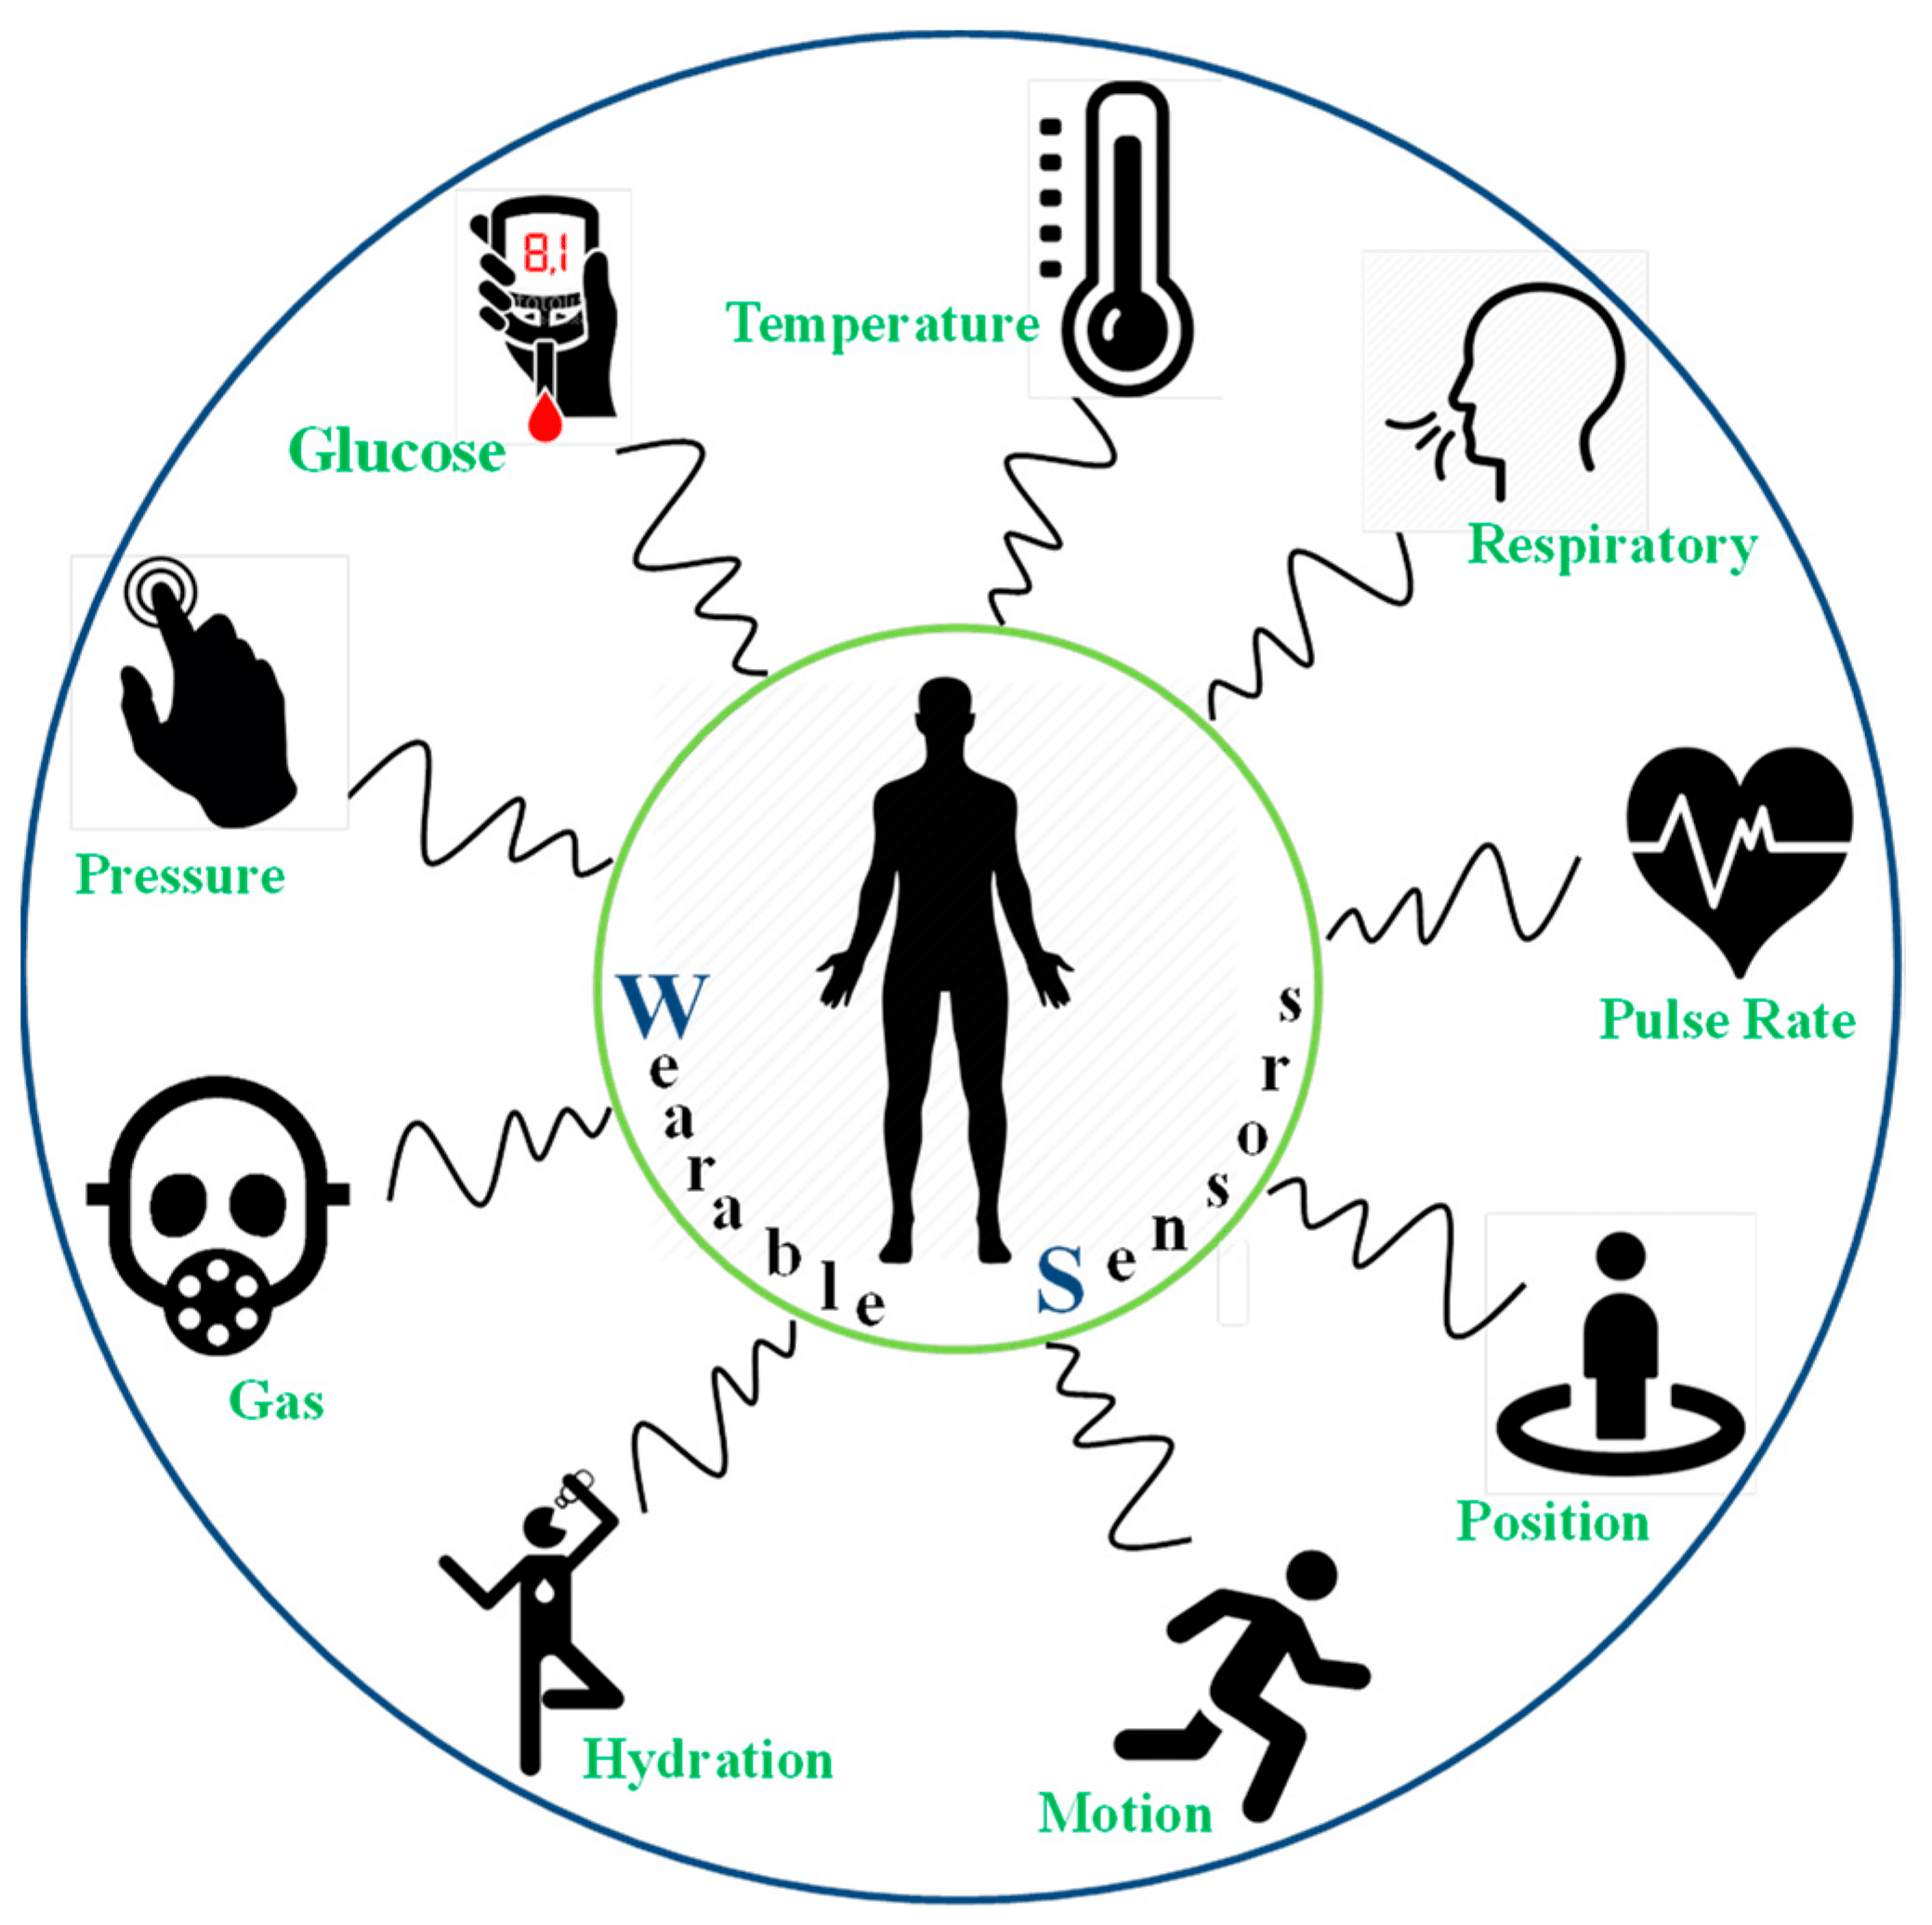 Temperature
8,1
Glucose
Respiratory
Pressure
Pulse Rate
Wearable Sensors
Gas
Position
Hydration
Motion